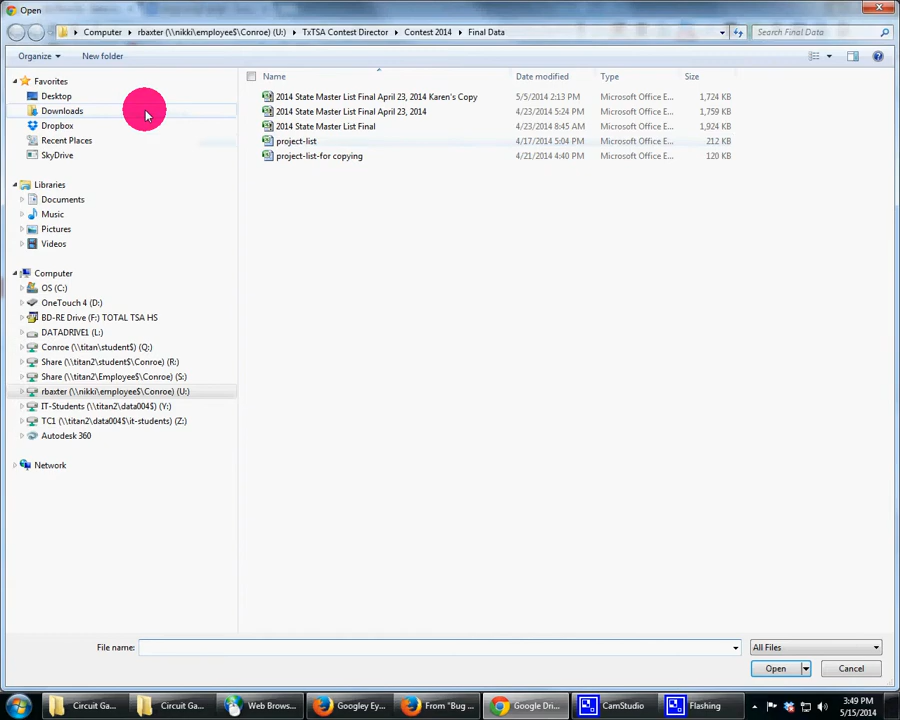 Open
Computer ▸ rbaxter (\\nikki\employee$\Conroe) (U:) ▸ TxTSA Contest Director ▸ Contest 2014 ▸ Final Data
Search Final Data
Organize New folder
Name Date modified Type Size
Favorites
Desktop
Downloads
Dropbox
Recent Places
SkyDrive
Libraries
Documents
Music
Pictures
Videos
Computer
OS (C:)
OneTouch 4 (D:)
BD-RE Drive (F:) TOTAL TSA HS
DATADRIVE1 (L:)
Conroe (\\titan\student$) (Q:)
Share (\\titan2\student$\Conroe) (R:)
Share (\\titan2\Employee$\Conroe) (S:)
rbaxter (\\nikki\employee$\Conroe) (U:)
IT-Students (\\titan2\data004$) (Y:)
TC1 (\\titan2\data004$\it-students) (Z:)
Autodesk 360
Network
2014 State Master List Final April 23, 2014 Karen's Copy 5/5/2014 2:13 PM Microsoft Office E... 1,724 KB
2014 State Master List Final April 23, 2014 4/23/2014 5:24 PM Microsoft Office E... 1,759 KB
2014 State Master List Final 4/23/2014 8:45 AM Microsoft Office E... 1,924 KB
project-list 4/17/2014 5:04 PM Microsoft Office E... 212 KB
project-list-for copying 4/21/2014 4:40 PM Microsoft Office E... 120 KB
File name:
All Files
Open Cancel
Circuit Ga... Circuit Ga... Web Brows... Googley Ey... From "Bug ... Google Dri... CamStudio Flashing
3:49 PM
5/15/2014